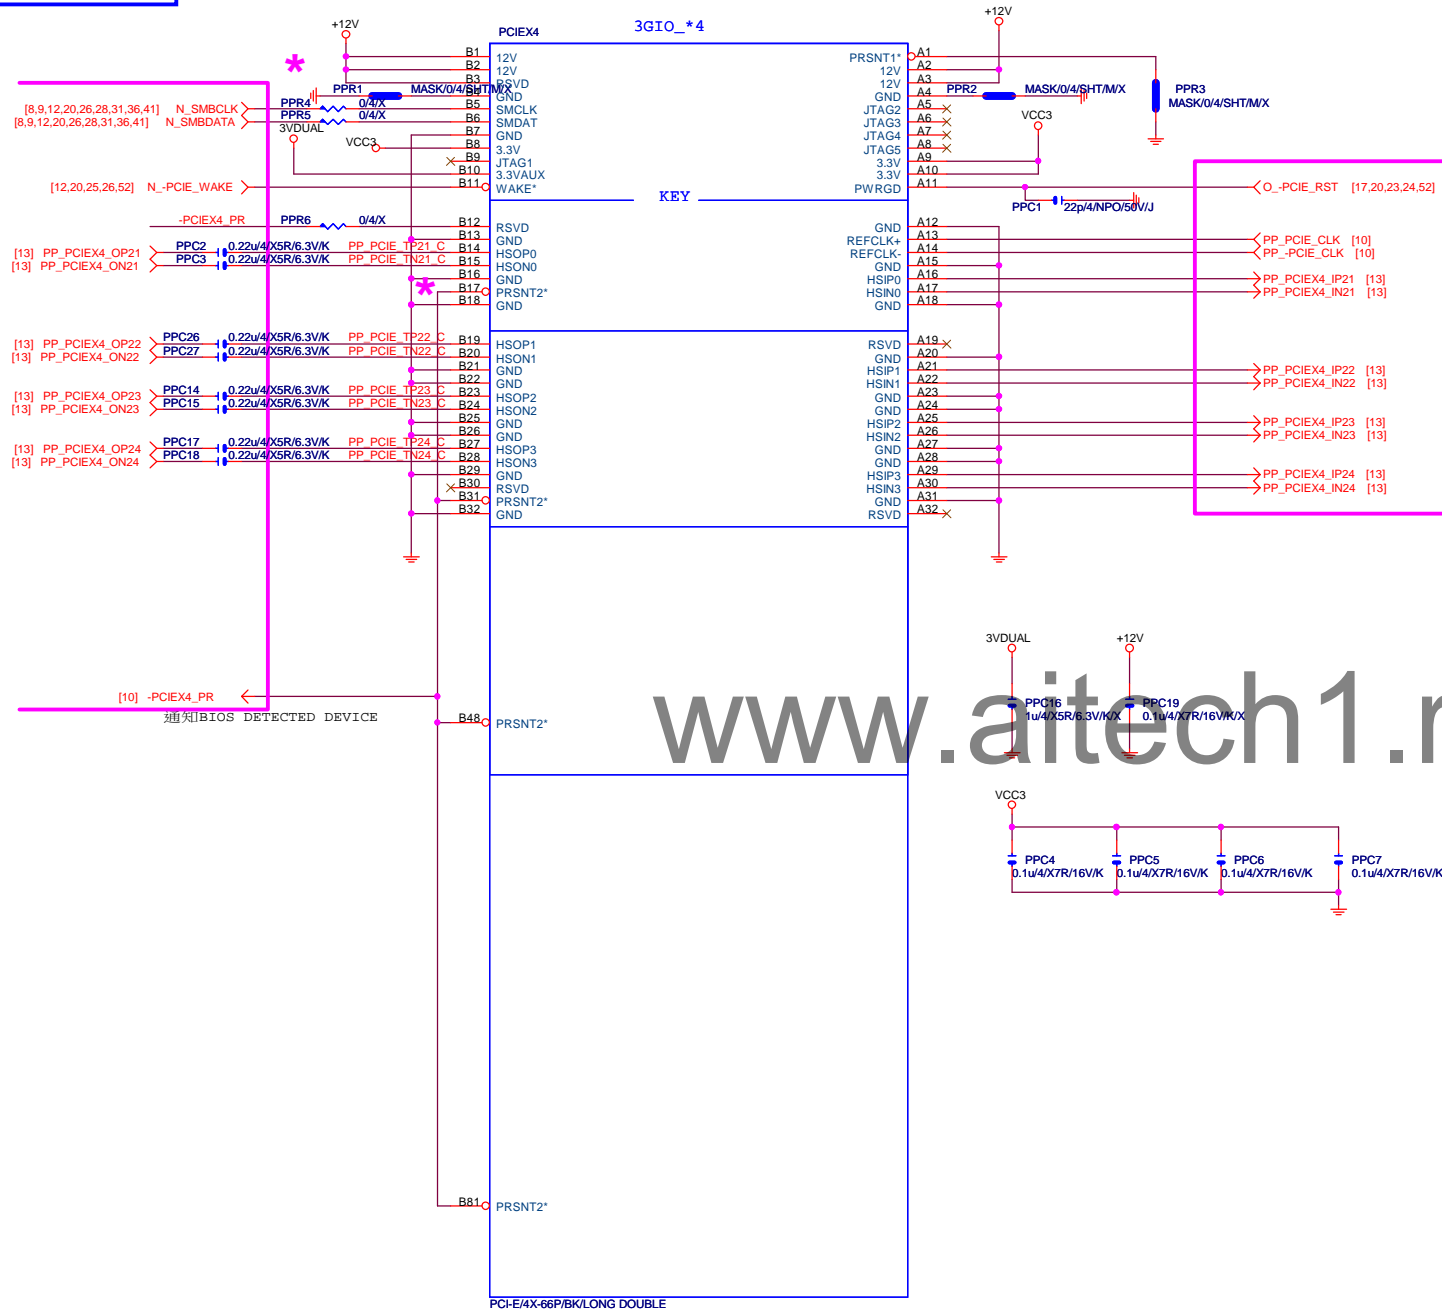 +12V
PCIEX4
3GIO_*4
+12V
*
B1 12V
B2 12V
B3 RSVD
B4 GND
PPR1 MASK/0/4/SHT/M/X
[8,9,12,20,26,28,31,36,41] N_SMBCLK PPR4 0/4/X B5 SMCLK
[8,9,12,20,26,28,31,36,41] N_SMBDATA PPR5 0/4/X B6 SMDAT
3VDUAL
B7 GND
VCC3 B8 3.3V
B9 JTAG1
B10 3.3VAUX
[12,20,25,26,52] N_-PCIE_WAKE B11 WAKE*
PRSNT1* A1
12V A2
12V A3
GND A4 PPR2 MASK/0/4/SHT/M/X
PPR3
MASK/0/4/SHT/M/X
JTAG2 A5
JTAG3 A6
JTAG4 A7
JTAG5 A8
VCC3
3.3V A9
3.3V A10
PWRGD A11 O_-PCIE_RST [17,20,23,24,52]
PPC1 22p/4/NPO/50V/J
KEY
-PCIEX4_PR PPR6 0/4/X B12 RSVD
B13 GND
[13] PP_PCIEX4_OP21 PPC2 0.22u/4/X5R/6.3V/K PP_PCIE_TP21_C B14 HSOP0
[13] PP_PCIEX4_ON21 PPC3 0.22u/4/X5R/6.3V/K PP_PCIE_TN21_C B15 HSON0
B16 GND
* B17 PRSNT2*
B18 GND
GND A12
REFCLK+ A13 PP_PCIE_CLK [10]
REFCLK- A14 PP_-PCIE_CLK [10]
GND A15
HSIP0 A16 PP_PCIEX4_IP21 [13]
HSIN0 A17 PP_PCIEX4_IN21 [13]
GND A18
[13] PP_PCIEX4_OP22 PPC26 0.22u/4/X5R/6.3V/K PP_PCIE_TP22_C B19 HSOP1
[13] PP_PCIEX4_ON22 PPC27 0.22u/4/X5R/6.3V/K PP_PCIE_TN22_C B20 HSON1
B21 GND
B22 GND
[13] PP_PCIEX4_OP23 PPC14 0.22u/4/X5R/6.3V/K PP_PCIE_TP23_C B23 HSOP2
[13] PP_PCIEX4_ON23 PPC15 0.22u/4/X5R/6.3V/K PP_PCIE_TN23_C B24 HSON2
B25 GND
B26 GND
[13] PP_PCIEX4_OP24 PPC17 0.22u/4/X5R/6.3V/K PP_PCIE_TP24_C B27 HSOP3
[13] PP_PCIEX4_ON24 PPC18 0.22u/4/X5R/6.3V/K PP_PCIE_TN24_C B28 HSON3
B29 GND
B30 RSVD
B31 PRSNT2*
B32 GND
RSVD A19
GND A20
HSIP1 A21 PP_PCIEX4_IP22 [13]
HSIN1 A22 PP_PCIEX4_IN22 [13]
GND A23
GND A24
HSIP2 A25 PP_PCIEX4_IP23 [13]
HSIN2 A26 PP_PCIEX4_IN23 [13]
GND A27
GND A28
HSIP3 A29 PP_PCIEX4_IP24 [13]
HSIN3 A30 PP_PCIEX4_IN24 [13]
GND A31
RSVD A32
[10] -PCIEX4_PR
通知BIOS DETECTED DEVICE
B48 PRSNT2*
3VDUAL
PPC16
1u/4/X5R/6.3V/K/X
+12V
PPC19
0.1u/4/X7R/16V/K/X
www.aitech1.r
VCC3
PPC4
0.1u/4/X7R/16V/K
PPC5
0.1u/4/X7R/16V/K
PPC6
0.1u/4/X7R/16V/K
PPC7
0.1u/4/X7R/16V/K
B81 PRSNT2*
PCI-E/4X-66P/BK/LONG DOUBLE